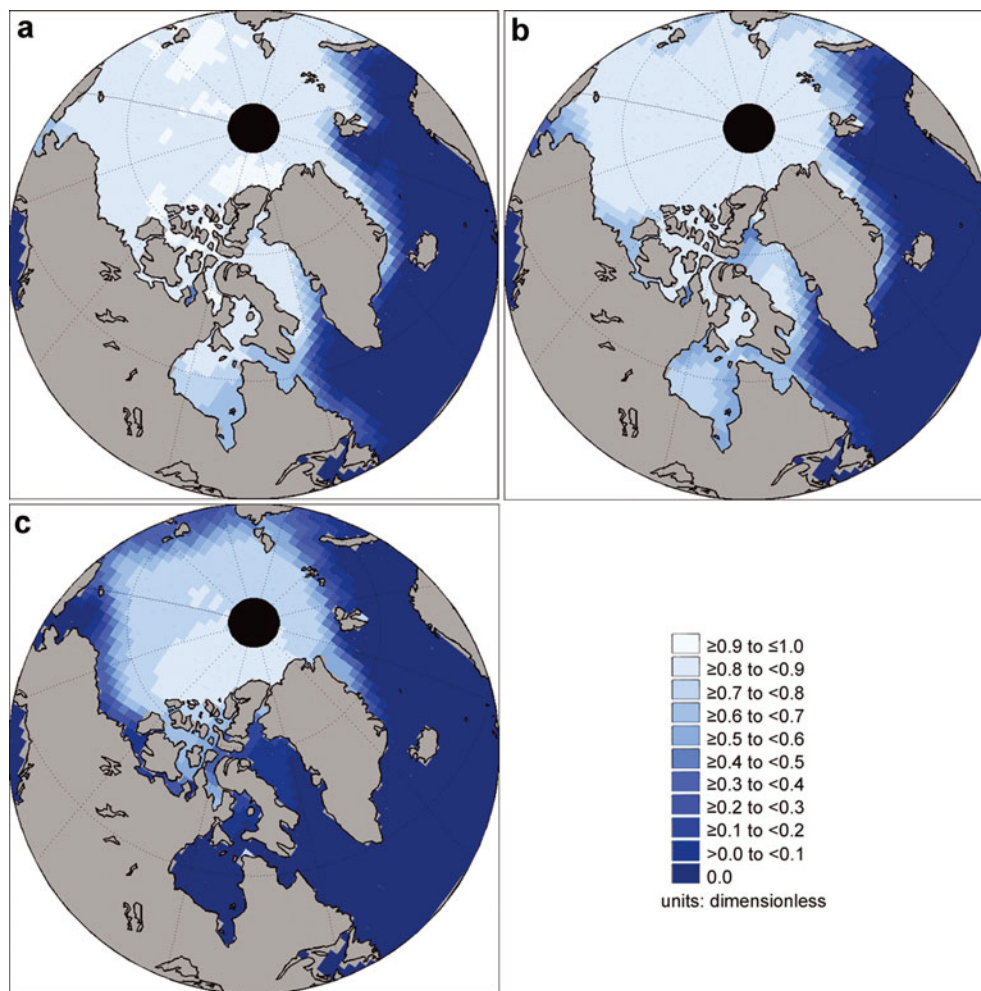 a
b
c
≥0.9 to ≤1.0
≥0.8 to <0.9
≥0.7 to <0.8
≥0.6 to <0.7
≥0.5 to <0.6
≥0.4 to <0.5
≥0.3 to <0.4
≥0.2 to <0.3
≥0.1 to <0.2
>0.0 to <0.1
0.0
units: dimensionless